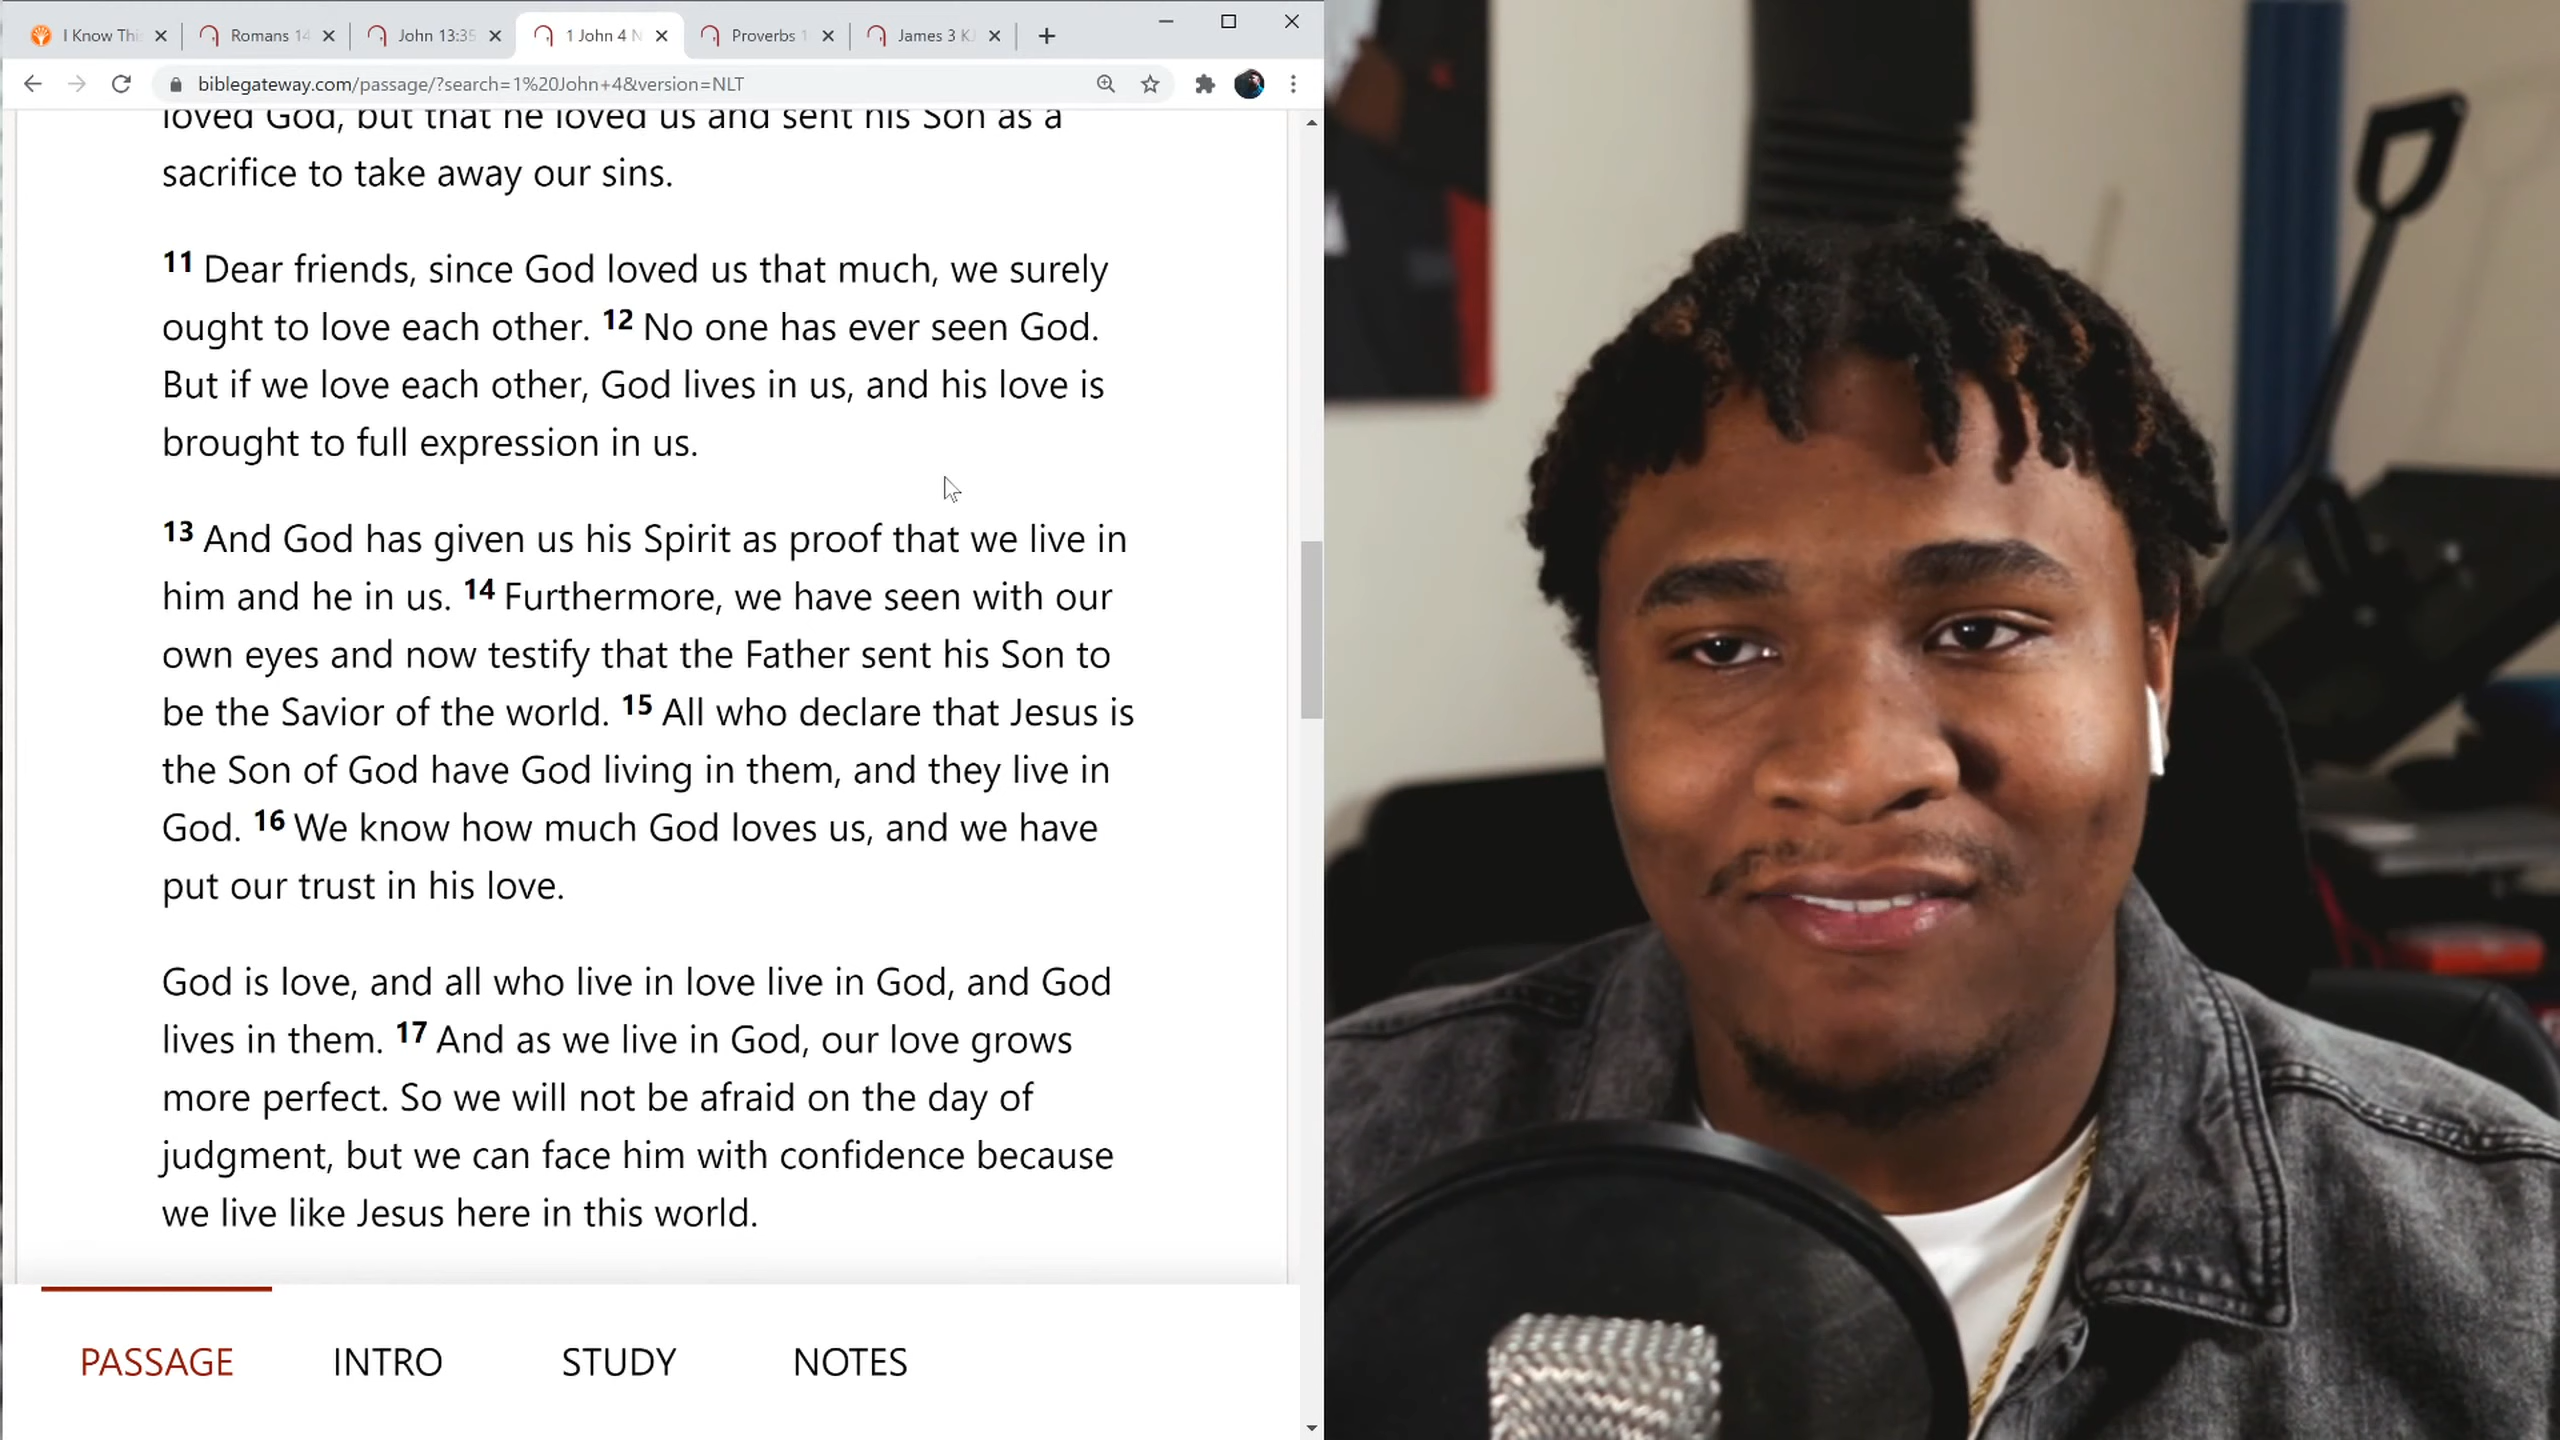 I Know Thi
Romans 14
John 13:35
1 John 4 N
Proverbs 1
James 3 KJ
biblegateway.com/passage/?search=1%20John+4&version=NLT
loved God, but that he loved us and sent his Son as a
sacrifice to take away our sins.
11 Dear friends, since God loved us that much, we surely
ought to love each other. 12 No one has ever seen God.
But if we love each other, God lives in us, and his love is
brought to full expression in us.
13 And God has given us his Spirit as proof that we live in
him and he in us. 14 Furthermore, we have seen with our
own eyes and now testify that the Father sent his Son to
be the Savior of the world. 15 All who declare that Jesus is
the Son of God have God living in them, and they live in
God. 16 We know how much God loves us, and we have
put our trust in his love.
God is love, and all who live in love live in God, and God
lives in them. 17 And as we live in God, our love grows
more perfect. So we will not be afraid on the day of
judgment, but we can face him with confidence because
we live like Jesus here in this world.
PASSAGE
INTRO
STUDY
NOTES